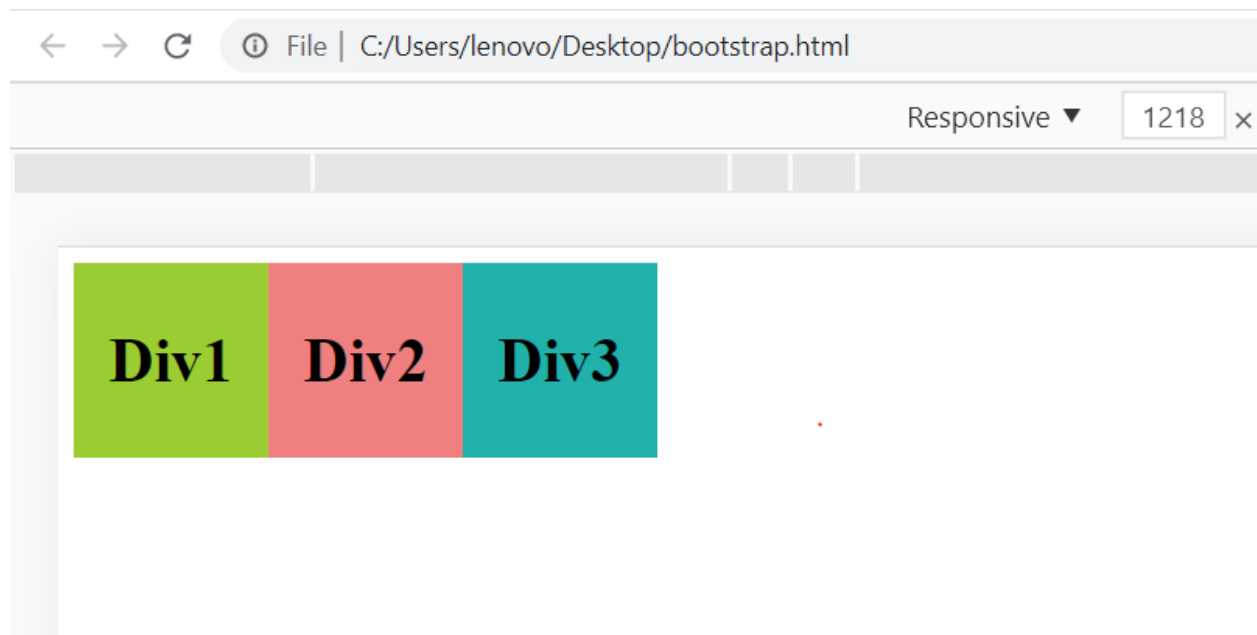 File | C:/Users/lenovo/Desktop/bootstrap.html
Responsive ▼ 1218 ×
Div1 Div2 Div3